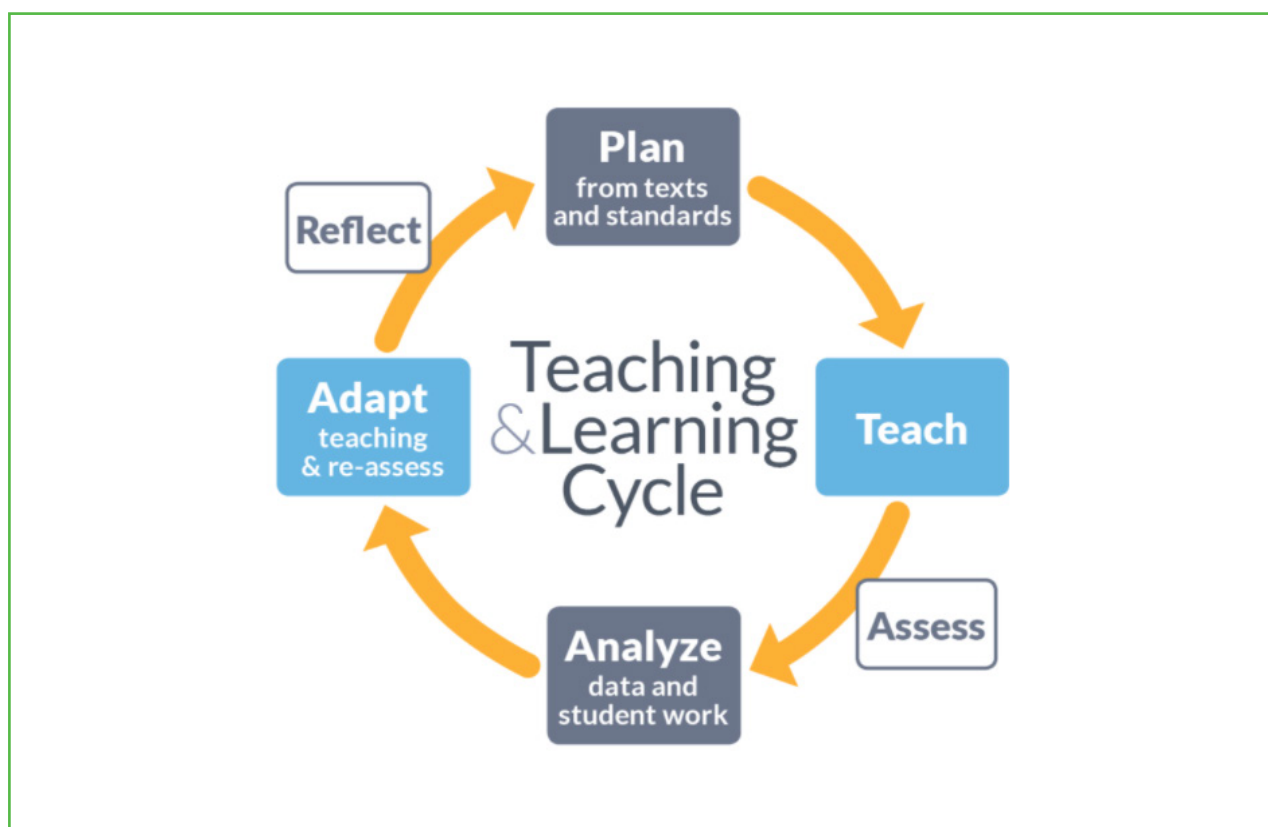 Plan
from texts
and standards
Reflect
Teaching
&Learning
Cycle
Adapt
teaching
& re-assess
Teach
Assess
Analyze
data and
student work